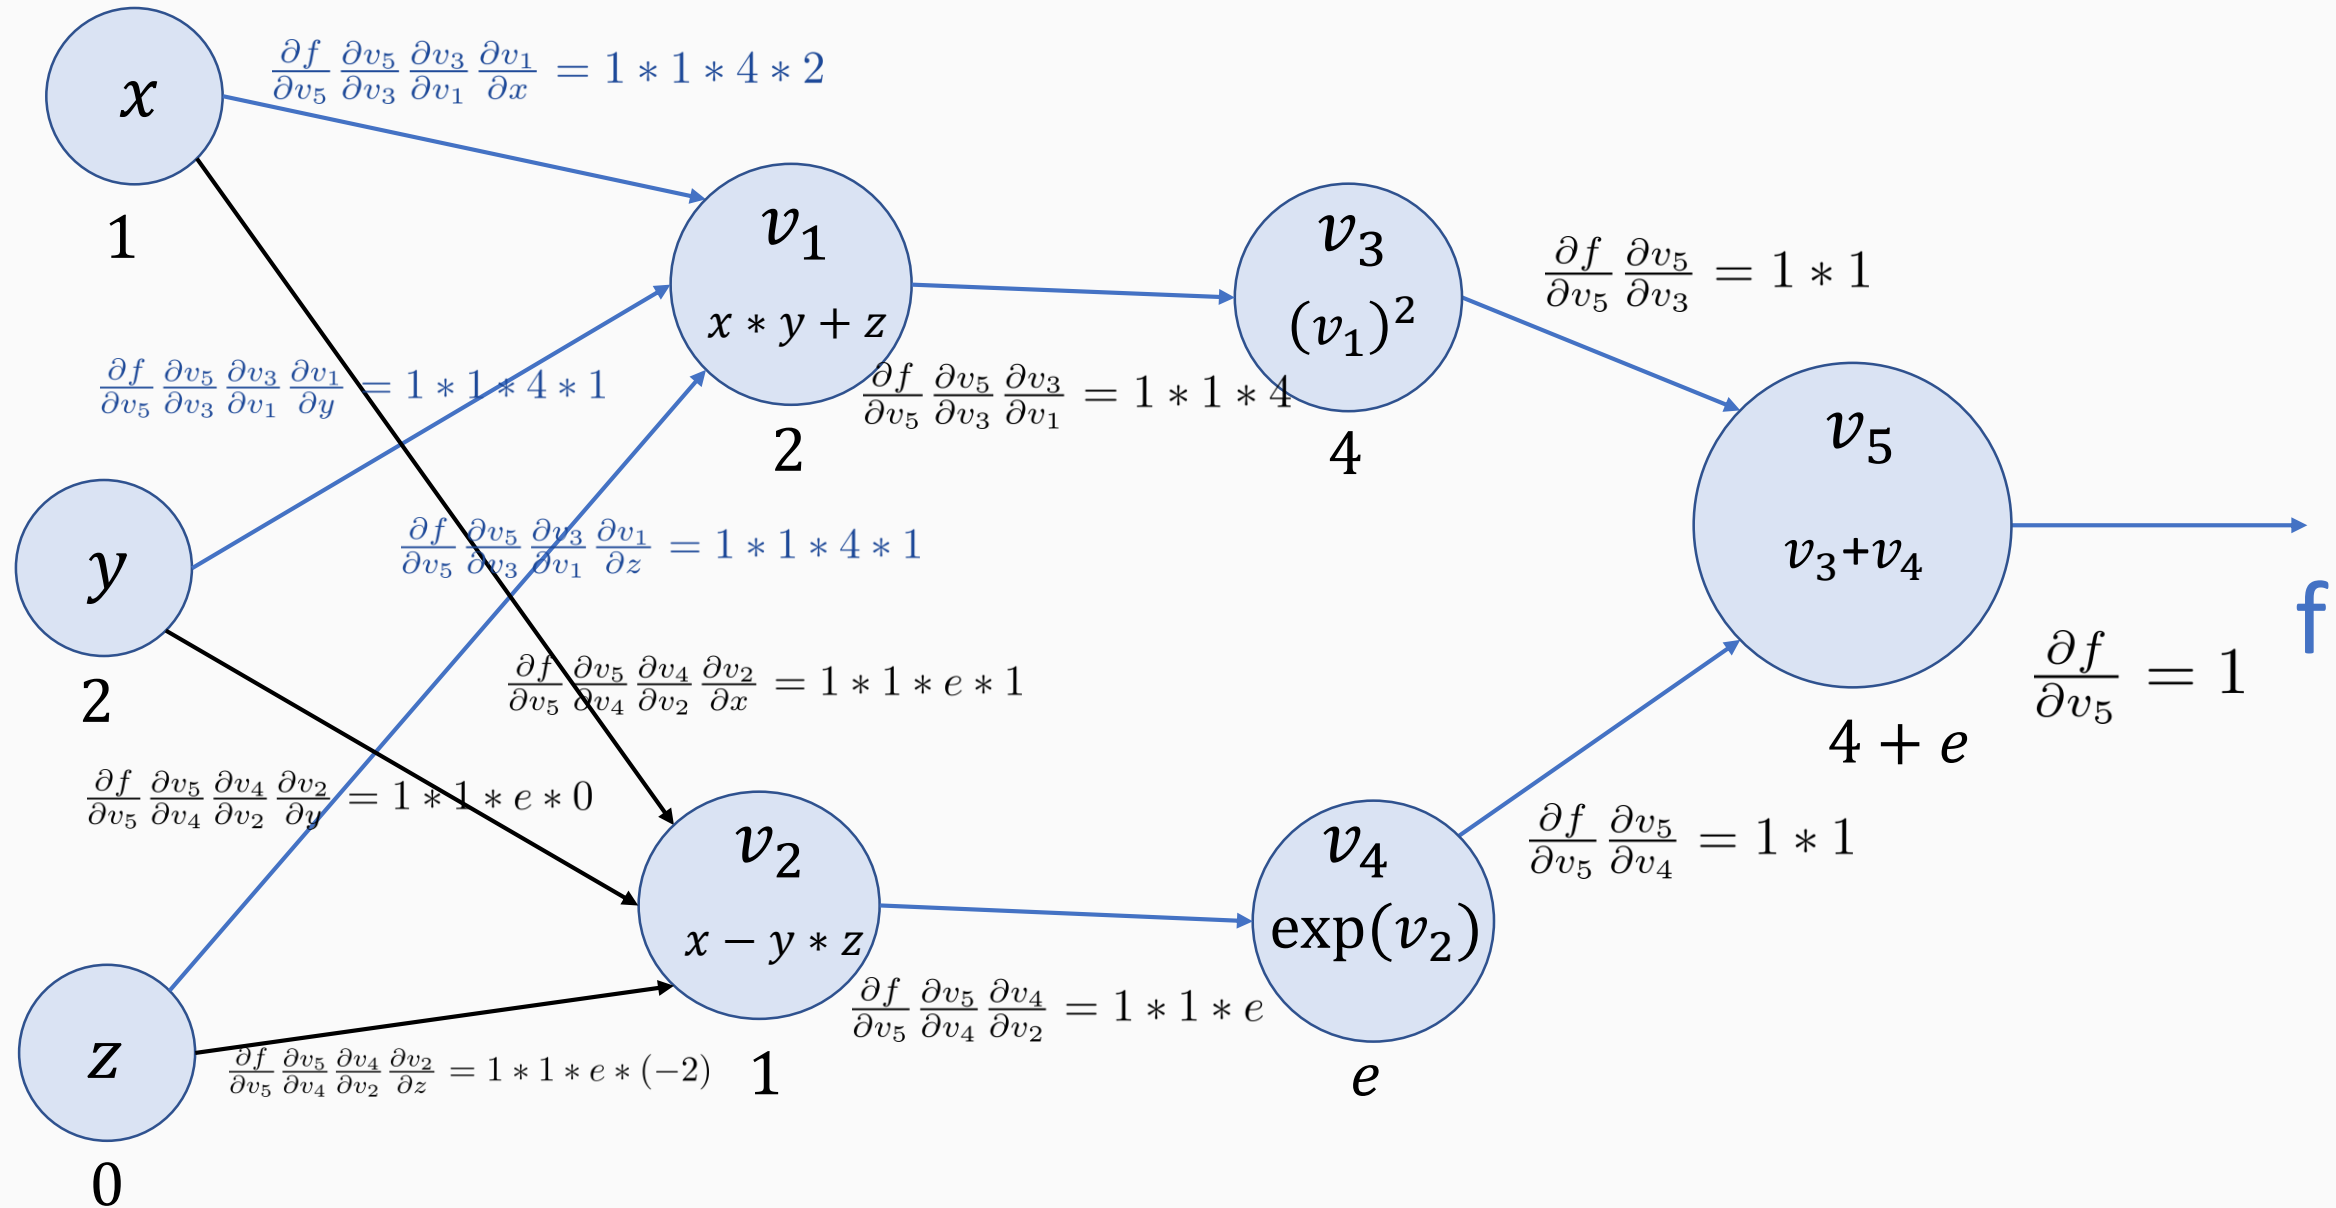 x
1
∂f/∂v₅ ∂v₅/∂v₃ ∂v₃/∂v₁ ∂v₁/∂x = 1 ∗ 1 ∗ 4 ∗ 2
v₁
x ∗ y + z
2
v₃
(v₁)²
4
∂f/∂v₅ ∂v₅/∂v₃ = 1 ∗ 1
∂f/∂v₅ ∂v₅/∂v₃ ∂v₃/∂v₁ ∂v₁/∂y = 1 ∗ 1 ∗ 4 ∗ 1
∂f/∂v₅ ∂v₅/∂v₃ ∂v₃/∂v₁ = 1 ∗ 1 ∗ 4
v₅
v₃+v₄
4 + e
y
2
∂f/∂v₅ ∂v₅/∂v₃ ∂v₃/∂v₁ ∂v₁/∂z = 1 ∗ 1 ∗ 4 ∗ 1
f
∂f/∂v₅ = 1
∂f/∂v₅ ∂v₅/∂v₄ ∂v₄/∂v₂ ∂v₂/∂x = 1 ∗ 1 ∗ e ∗ 1
∂f/∂v₅ ∂v₅/∂v₄ ∂v₄/∂v₂ ∂v₂/∂y = 1 ∗ 1 ∗ e ∗ 0
v₂
x − y ∗ z
1
v₄
exp(v₂)
e
∂f/∂v₅ ∂v₅/∂v₄ = 1 ∗ 1
∂f/∂v₅ ∂v₅/∂v₄ ∂v₄/∂v₂ = 1 ∗ 1 ∗ e
z
0
∂f/∂v₅ ∂v₅/∂v₄ ∂v₄/∂v₂ ∂v₂/∂z = 1 ∗ 1 ∗ e ∗ (−2)